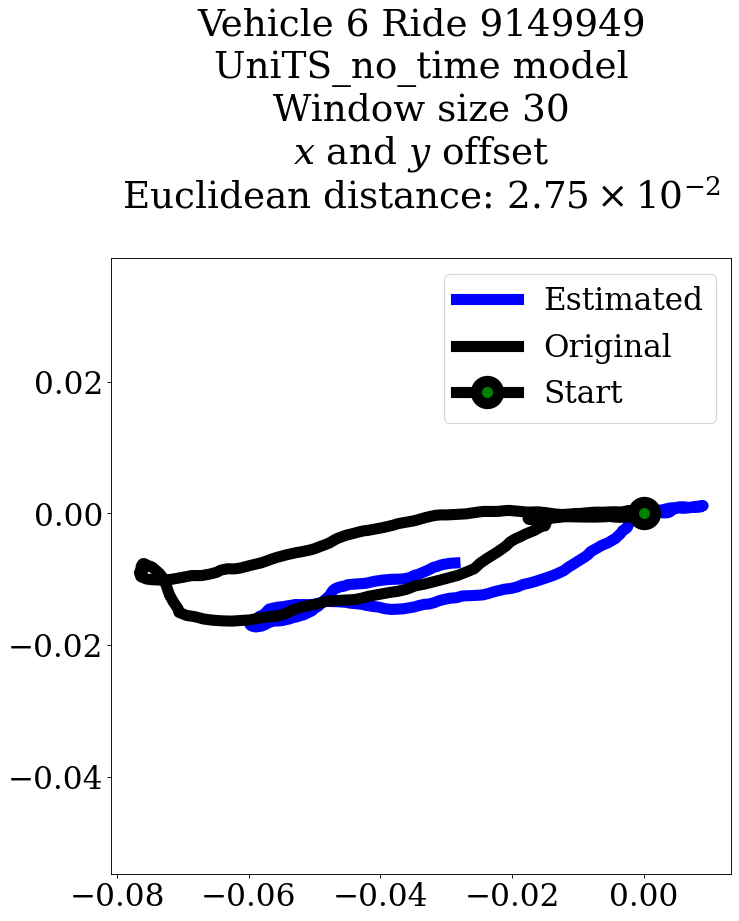 Vehicle 6 Ride 9149949
UniTS_no_time model
Window size 30
x and y offset
Euclidean distance: 2.75 × 10⁻²
Estimated
Original
Start
0.02
0.00
−0.02
−0.04
−0.08 −0.06 −0.04 −0.02 0.00